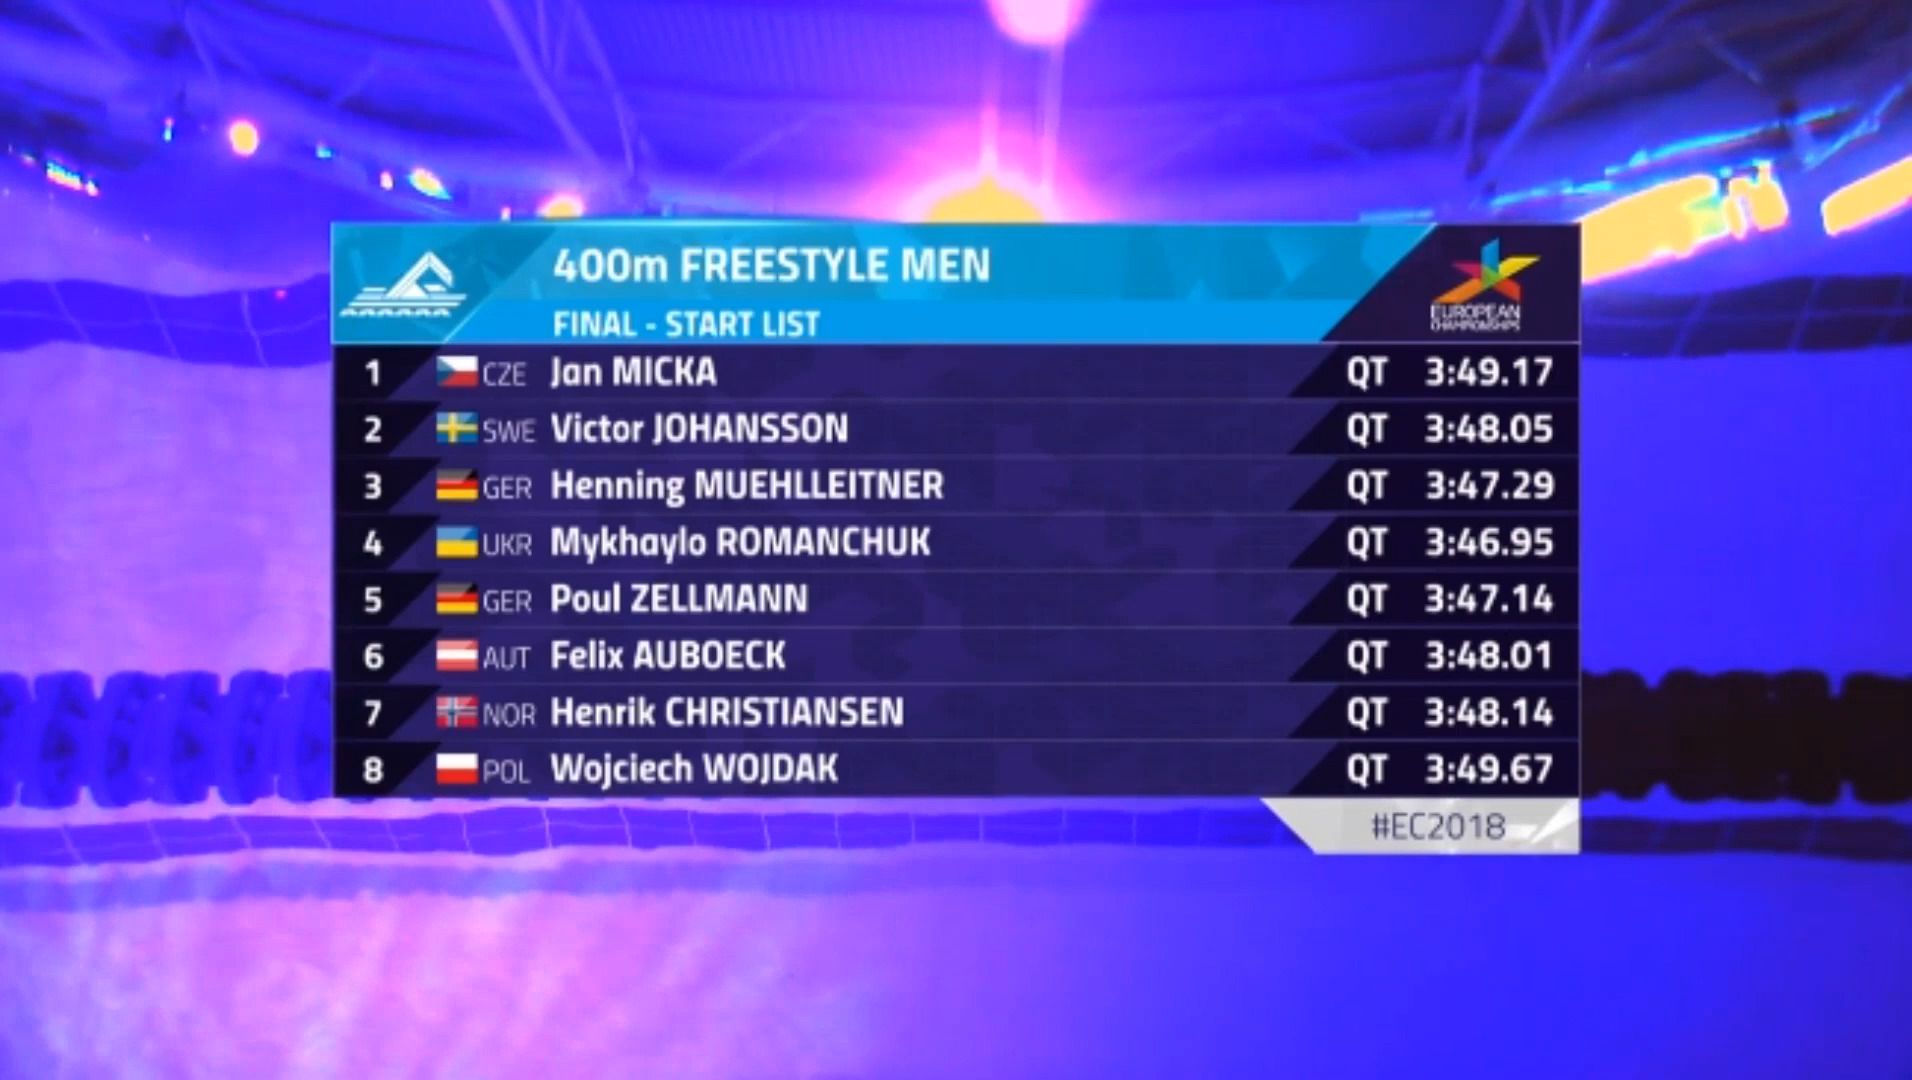 400m FREESTYLE MEN
FINAL - START LIST
EUROPEAN
CHAMPIONSHIPS
1 CZE Jan MICKA QT 3:49.17
2 SWE Victor JOHANSSON QT 3:48.05
3 GER Henning MUEHLLEITNER QT 3:47.29
4 UKR Mykhaylo ROMANCHUK QT 3:46.95
5 GER Poul ZELLMANN QT 3:47.14
6 AUT Felix AUBOECK QT 3:48.01
7 NOR Henrik CHRISTIANSEN QT 3:48.14
8 POL Wojciech WOJDAK QT 3:49.67
#EC2018